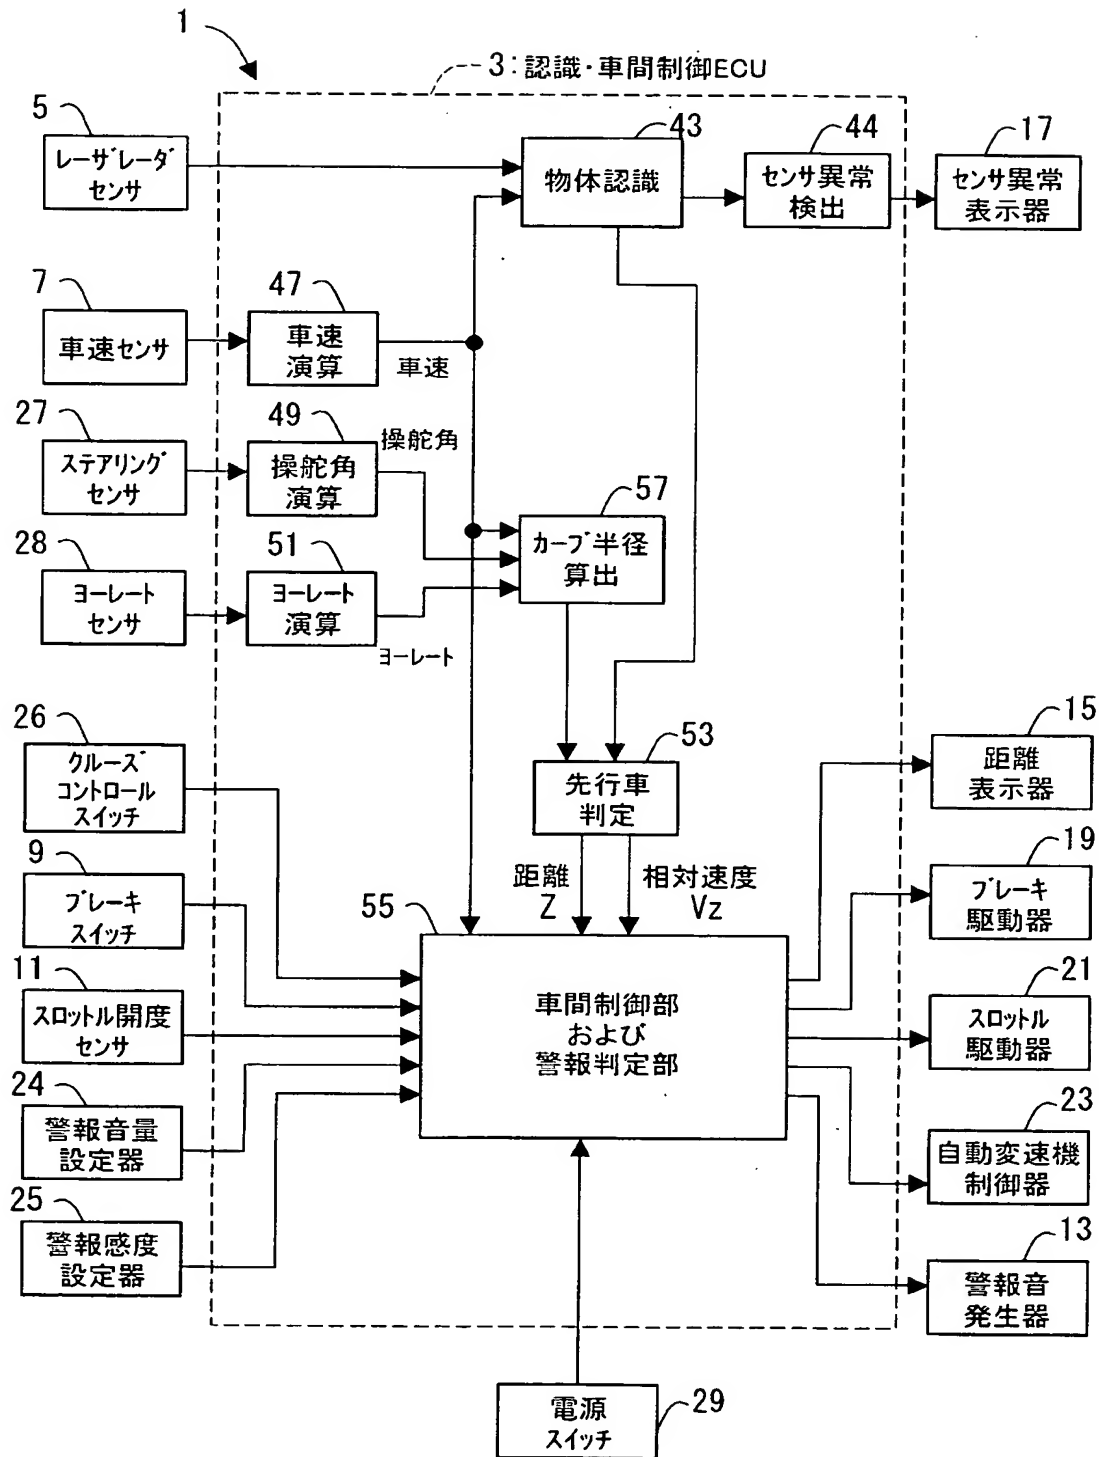 1
3:認識・車間制御ECU
5
レーザレーダ
センサ
43
物体認識
44
センサ異常
検出
17
センサ異常
表示器
7
車速センサ
47
車速
演算
車速
27
ステアリング
センサ
49
操舵角
演算
操舵角
57
カーブ半径
算出
28
ヨーレート
センサ
51
ヨーレート
演算
ヨーレート
26
クルーズ
コントロール
スイッチ
53
先行車
判定
15
距離
表示器
9
ブレーキ
スイッチ
距離
Z
相対速度
Vz
19
ブレーキ
駆動器
55
車間制御部
および
警報判定部
11
スロットル開度
センサ
21
スロットル
駆動器
24
警報音量
設定器
23
自動変速機
制御器
25
警報感度
設定器
13
警報音
発生器
電源
スイッチ
29